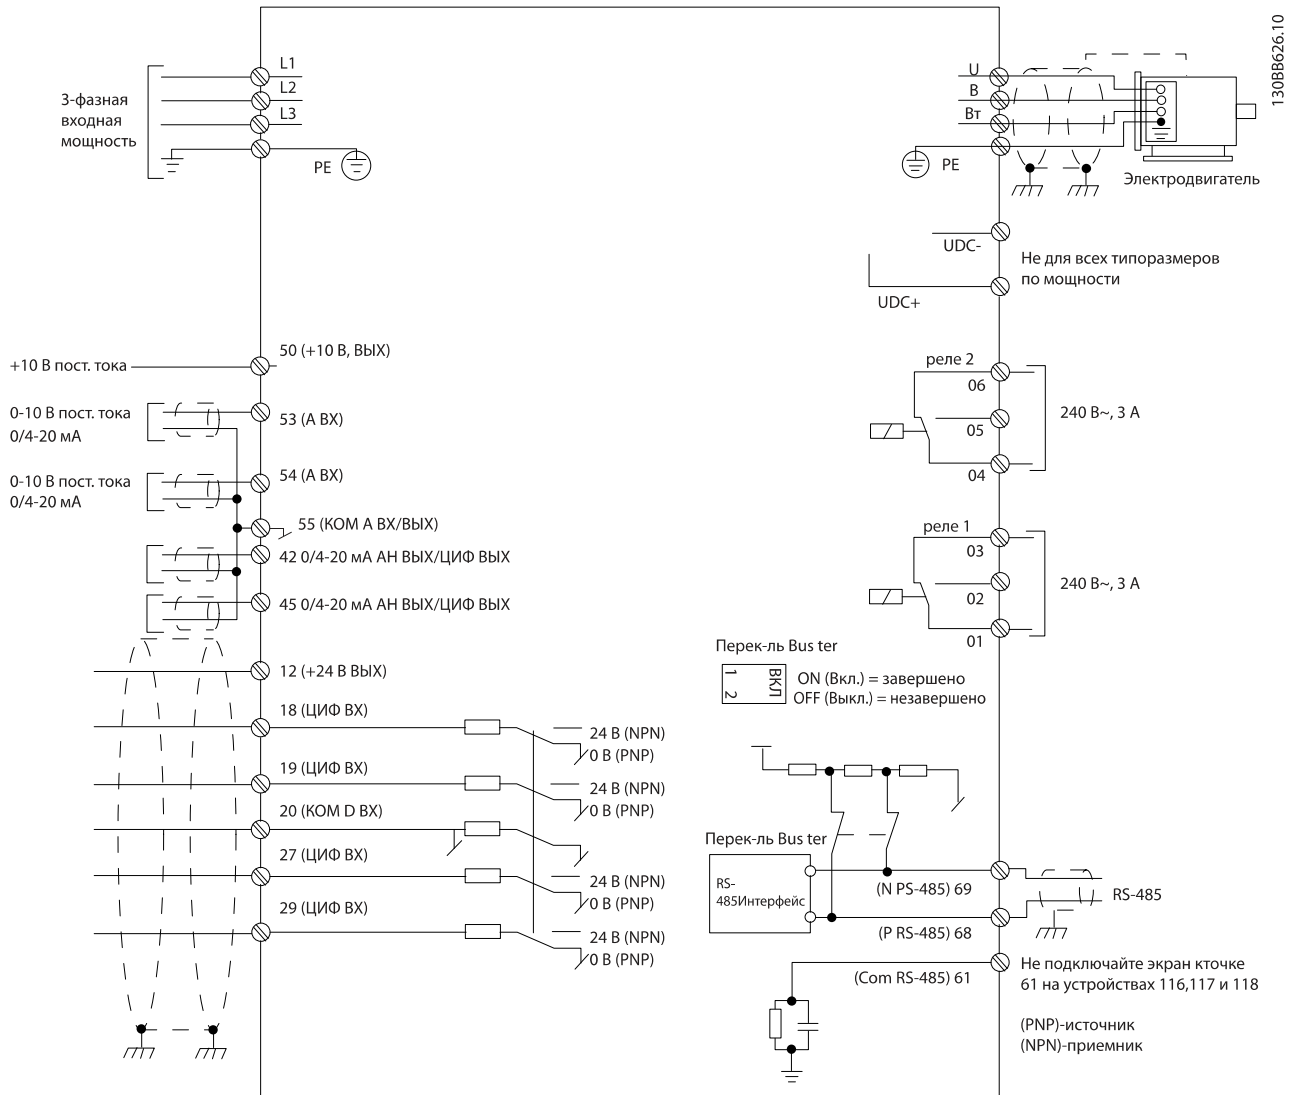 130BB626.10
3-фазная
входная
мощность
L1
L2
L3
PE
U
В
Вт
PE
Электродвигатель
UDC-
UDC+
Не для всех типоразмеров
по мощности
+10 В пост. тока
50 (+10 В, ВЫХ)
0-10 В пост. тока
0/4-20 мА
53 (А ВХ)
0-10 В пост. тока
0/4-20 мА
54 (А ВХ)
55 (КОМ А ВХ/ВЫХ)
42 0/4-20 мА АН ВЫХ/ЦИФ ВЫХ
45 0/4-20 мА АН ВЫХ/ЦИФ ВЫХ
12 (+24 В ВЫХ)
18 (ЦИФ ВХ)
19 (ЦИФ ВХ)
20 (КОМ D ВХ)
27 (ЦИФ ВХ)
29 (ЦИФ ВХ)
24 В (NPN)
0 В (PNP)
24 В (NPN)
0 В (PNP)
24 В (NPN)
0 В (PNP)
24 В (NPN)
0 В (PNP)
реле 2
06
05
04
240 В~, 3 А
реле 1
03
02
01
240 В~, 3 А
Перек-ль Bus ter
1 2
ВКЛ
ON (Вкл.) = завершено
OFF (Выкл.) = незавершено
Перек-ль Bus ter
RS-
485Интерфейс
(N PS-485) 69
(P RS-485) 68
RS-485
(Com RS-485) 61
Не подключайте экран кточке
61 на устройствах 116,117 и 118
(PNP)-источник
(NPN)-приемник